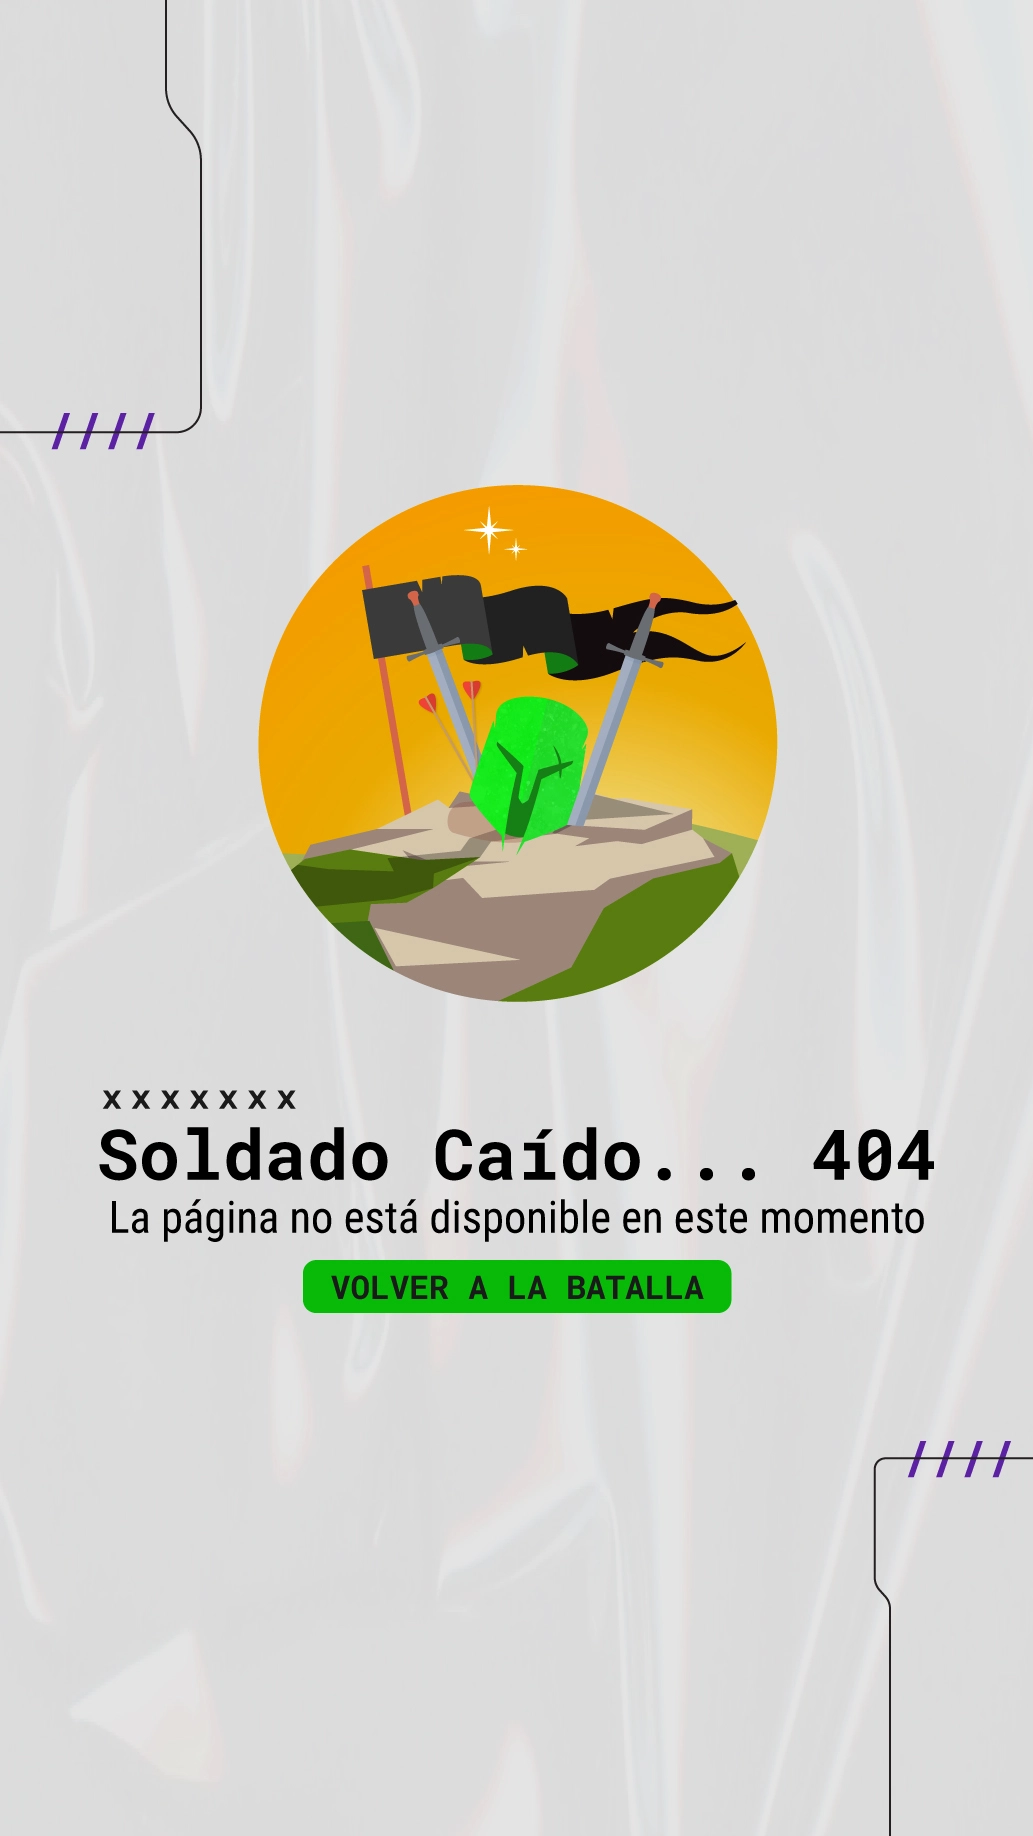 xxxxxxx
Soldado Caído... 404
La página no está disponible en este momento
VOLVER A LA BATALLA